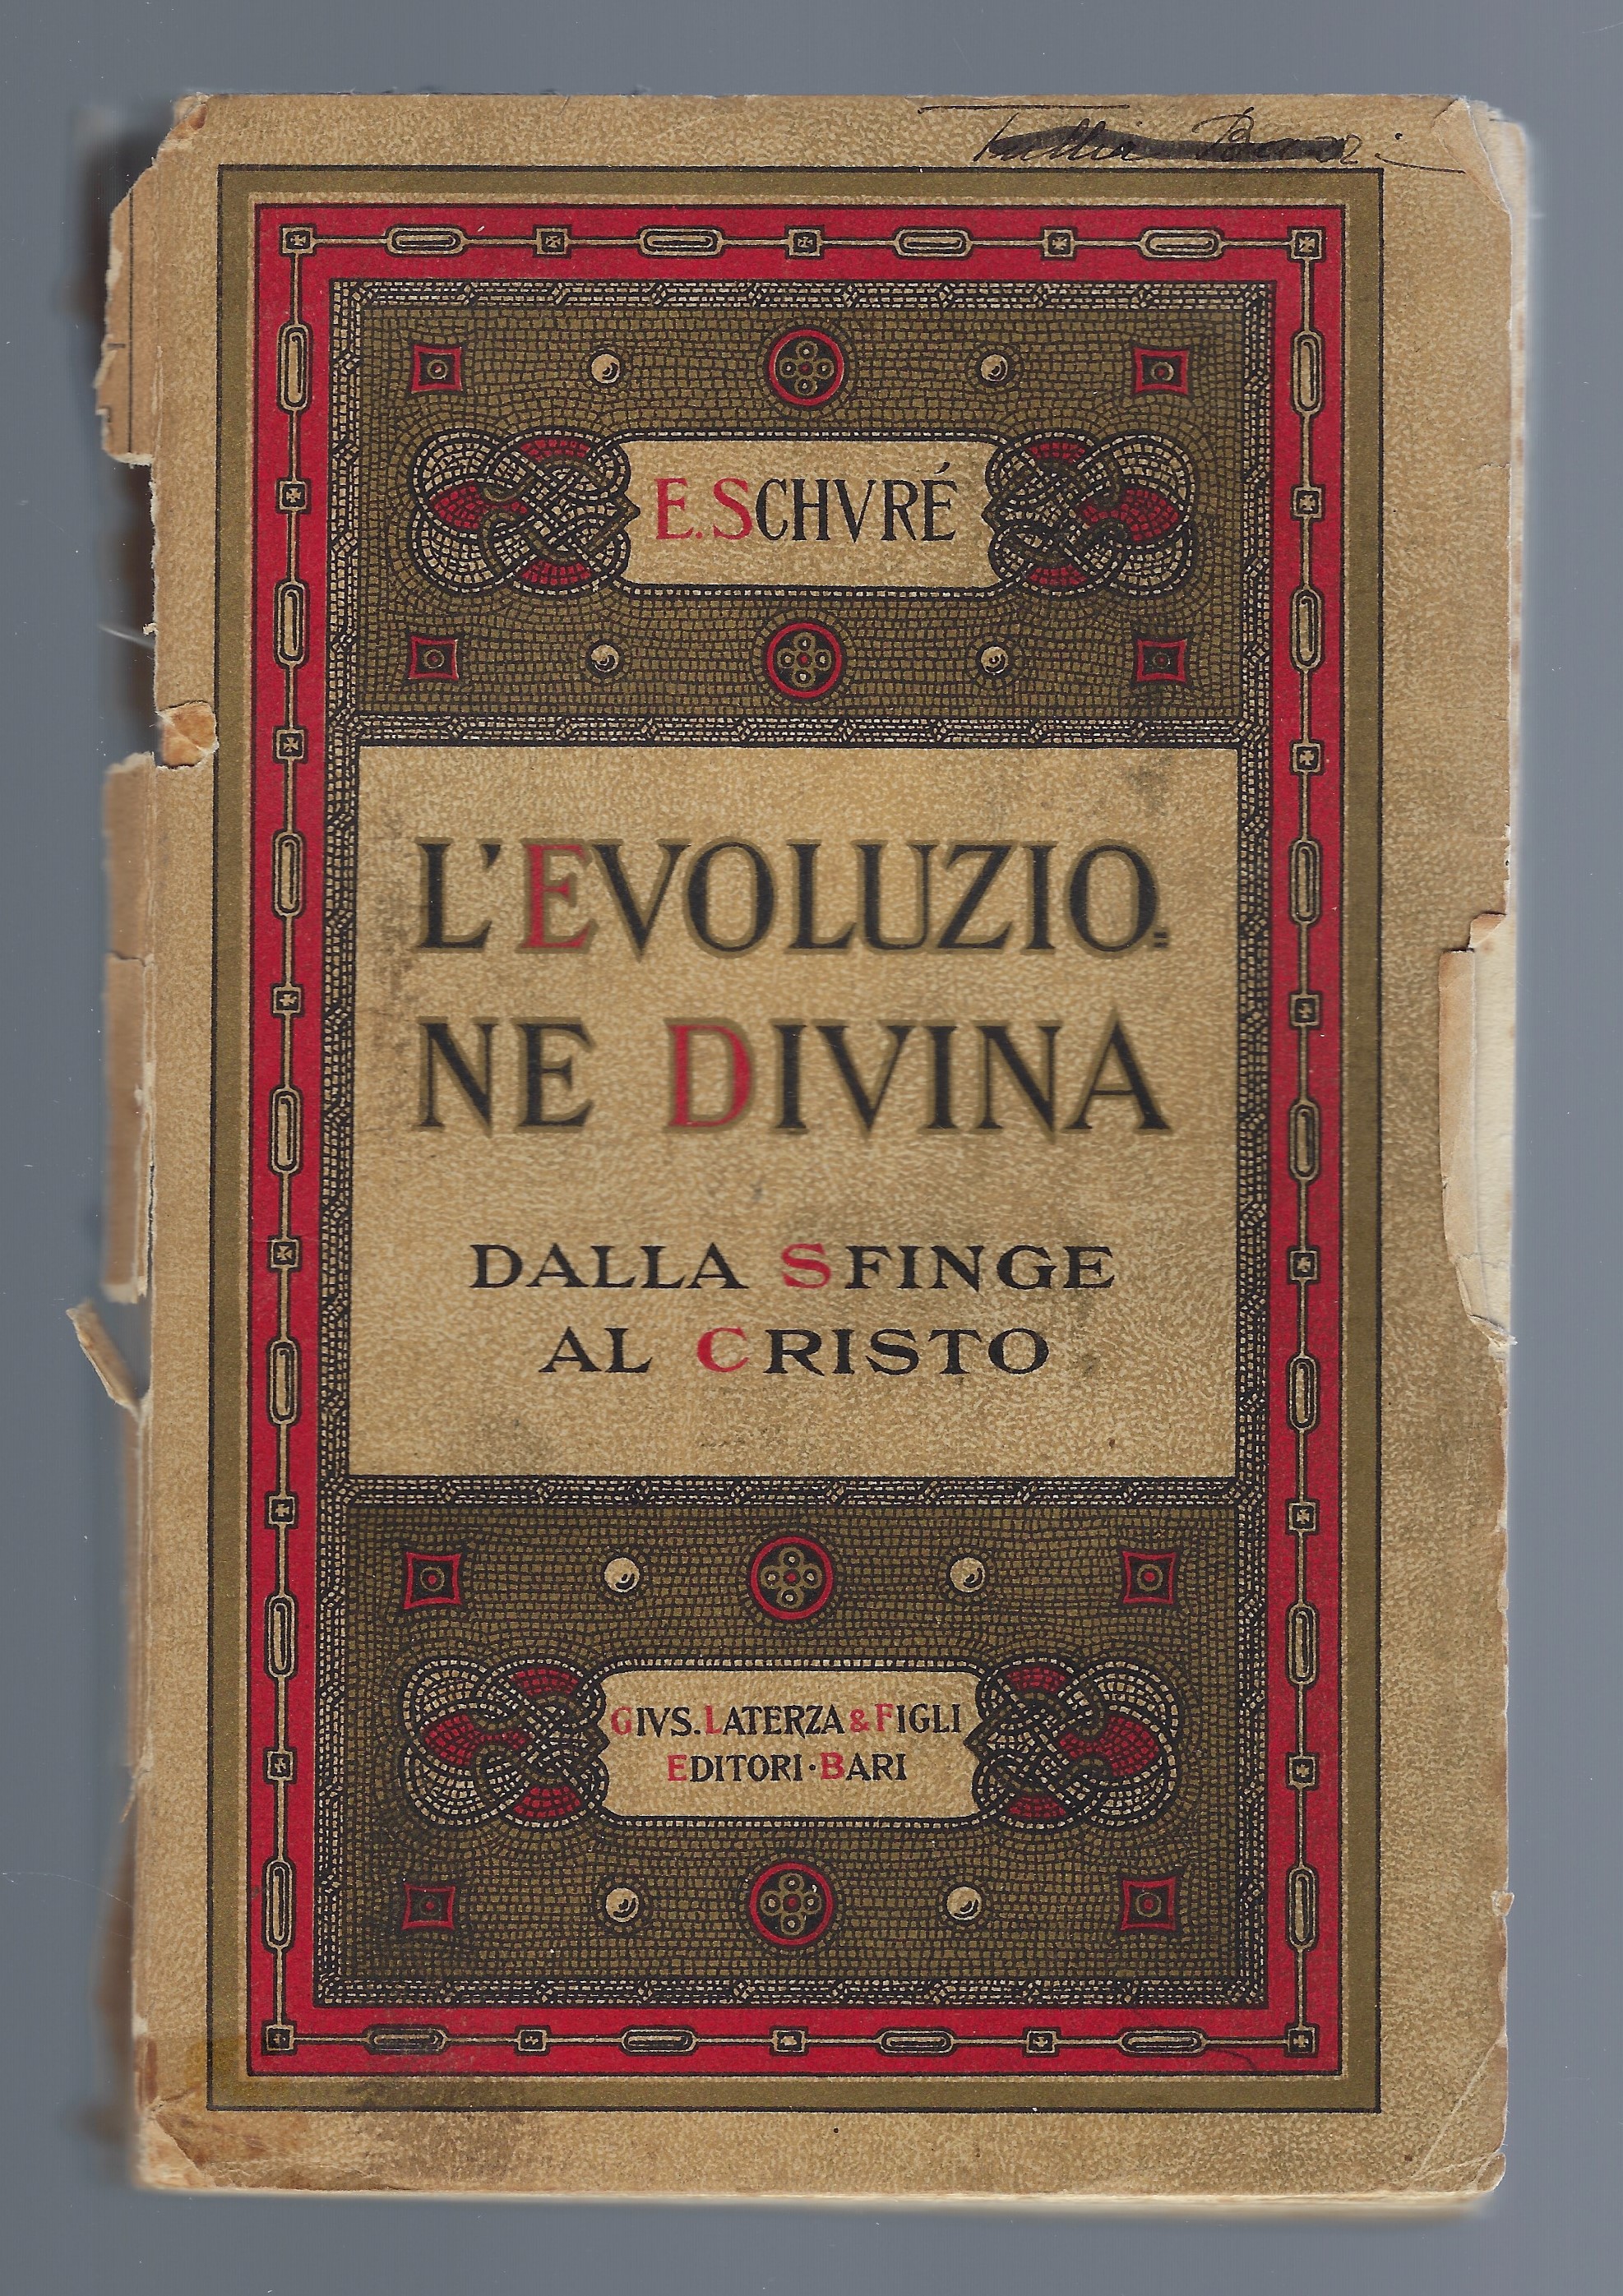 E. SCHVRÉ
L'EVOLUZIO=
NE DIVINA
DALLA SFINGE
AL CRISTO
GIVS. LATERZA & FIGLI
EDITORI · BARI